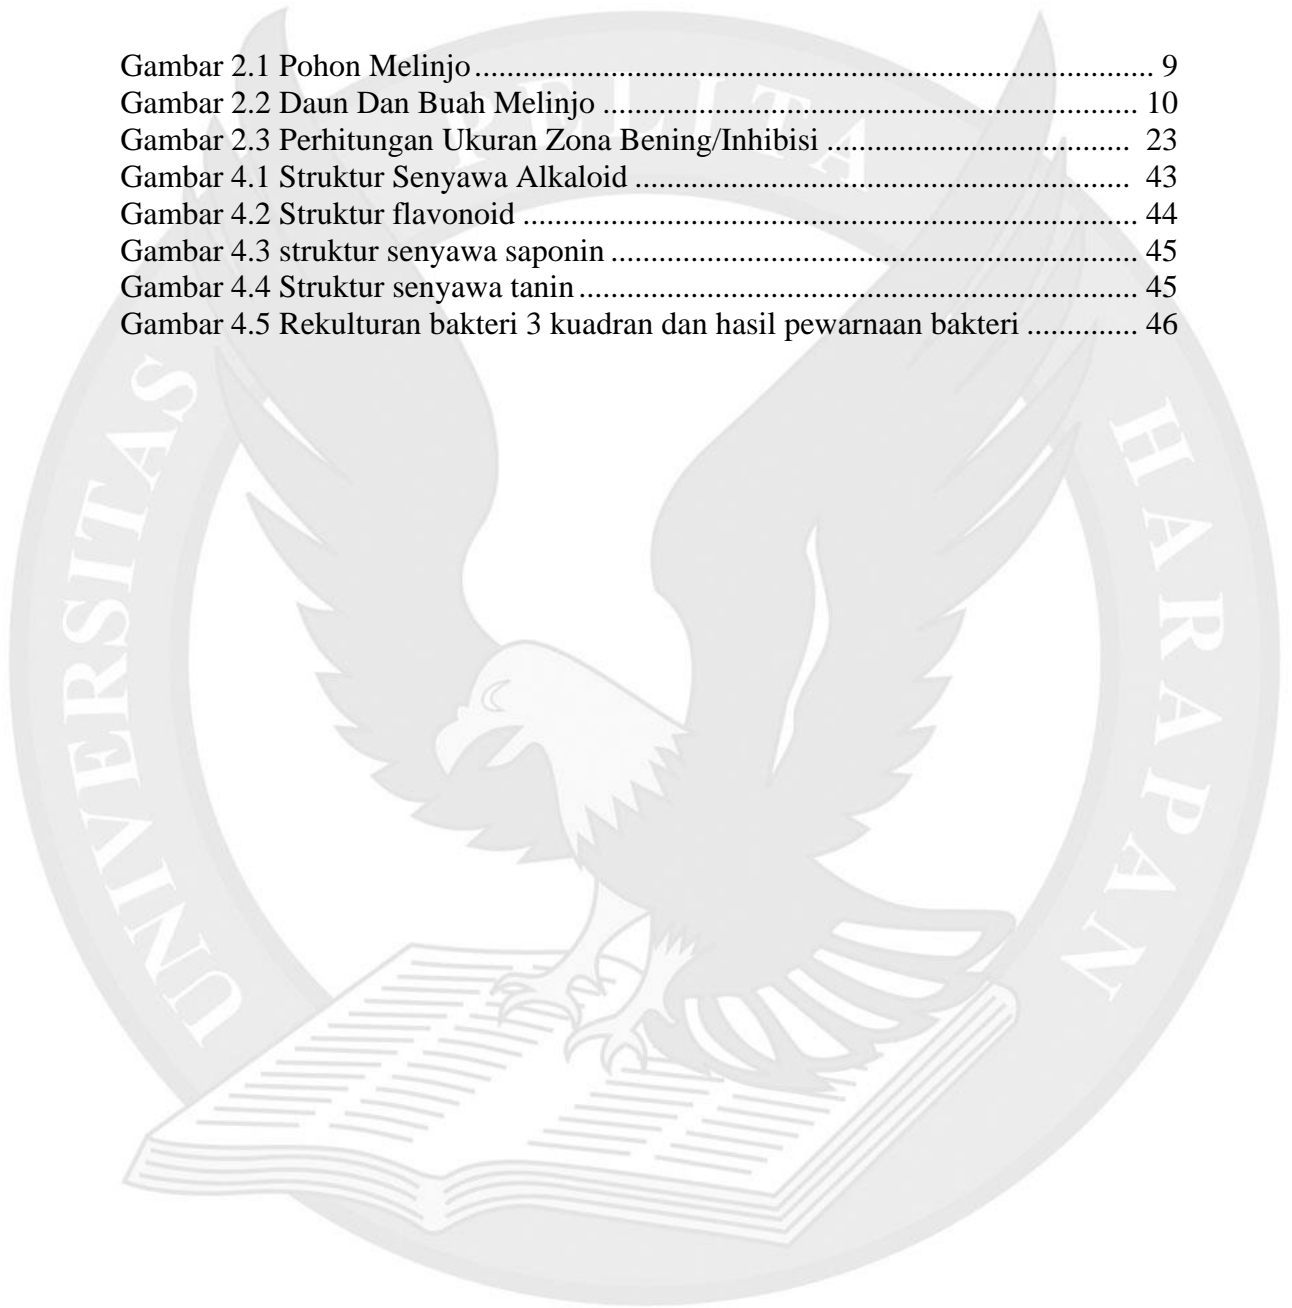 Gambar 2.1 Pohon Melinjo.................................................................................... 9
Gambar 2.2 Daun Dan Buah Melinjo .................................................................. 10
Gambar 2.3 Perhitungan Ukuran Zona Bening/Inhibisi ..................................... 23
Gambar 4.1 Struktur Senyawa Alkaloid ............................................................. 43
Gambar 4.2 Struktur flavonoid ........................................................................... 44
Gambar 4.3 struktur senyawa saponin ................................................................ 45
Gambar 4.4 Struktur senyawa tanin .................................................................... 45
Gambar 4.5 Rekulturan bakteri 3 kuadran dan hasil pewarnaan bakteri ............. 46
UNIVERSITAS PELITA HARAPAN